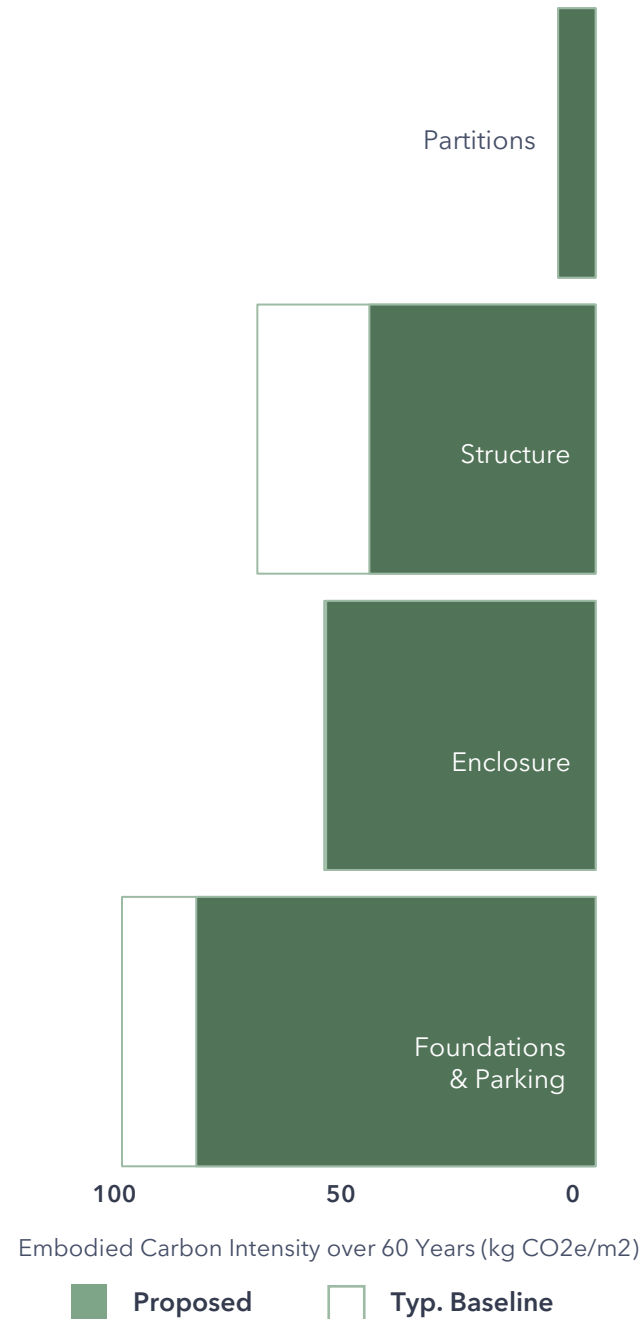 Partitions
Structure
Enclosure
Foundations
& Parking
100 50 0
Embodied Carbon Intensity over 60 Years (kg CO2e/m2)
Proposed Typ. Baseline